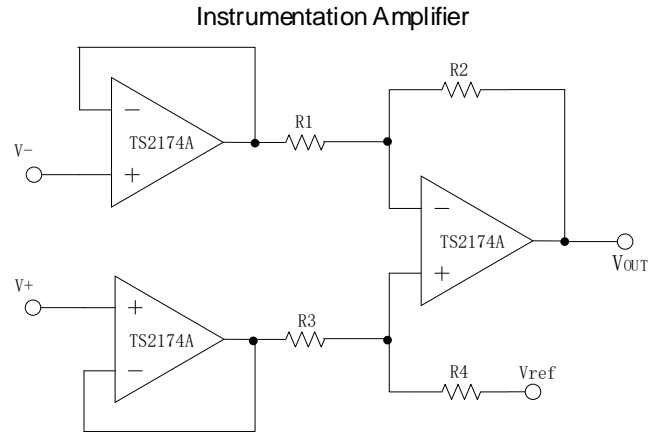 Instrumentation Amplifier
R2
R1
TS2174A
V-
TS2174A
VOUT
V+
R3
TS2174A
R4
Vref